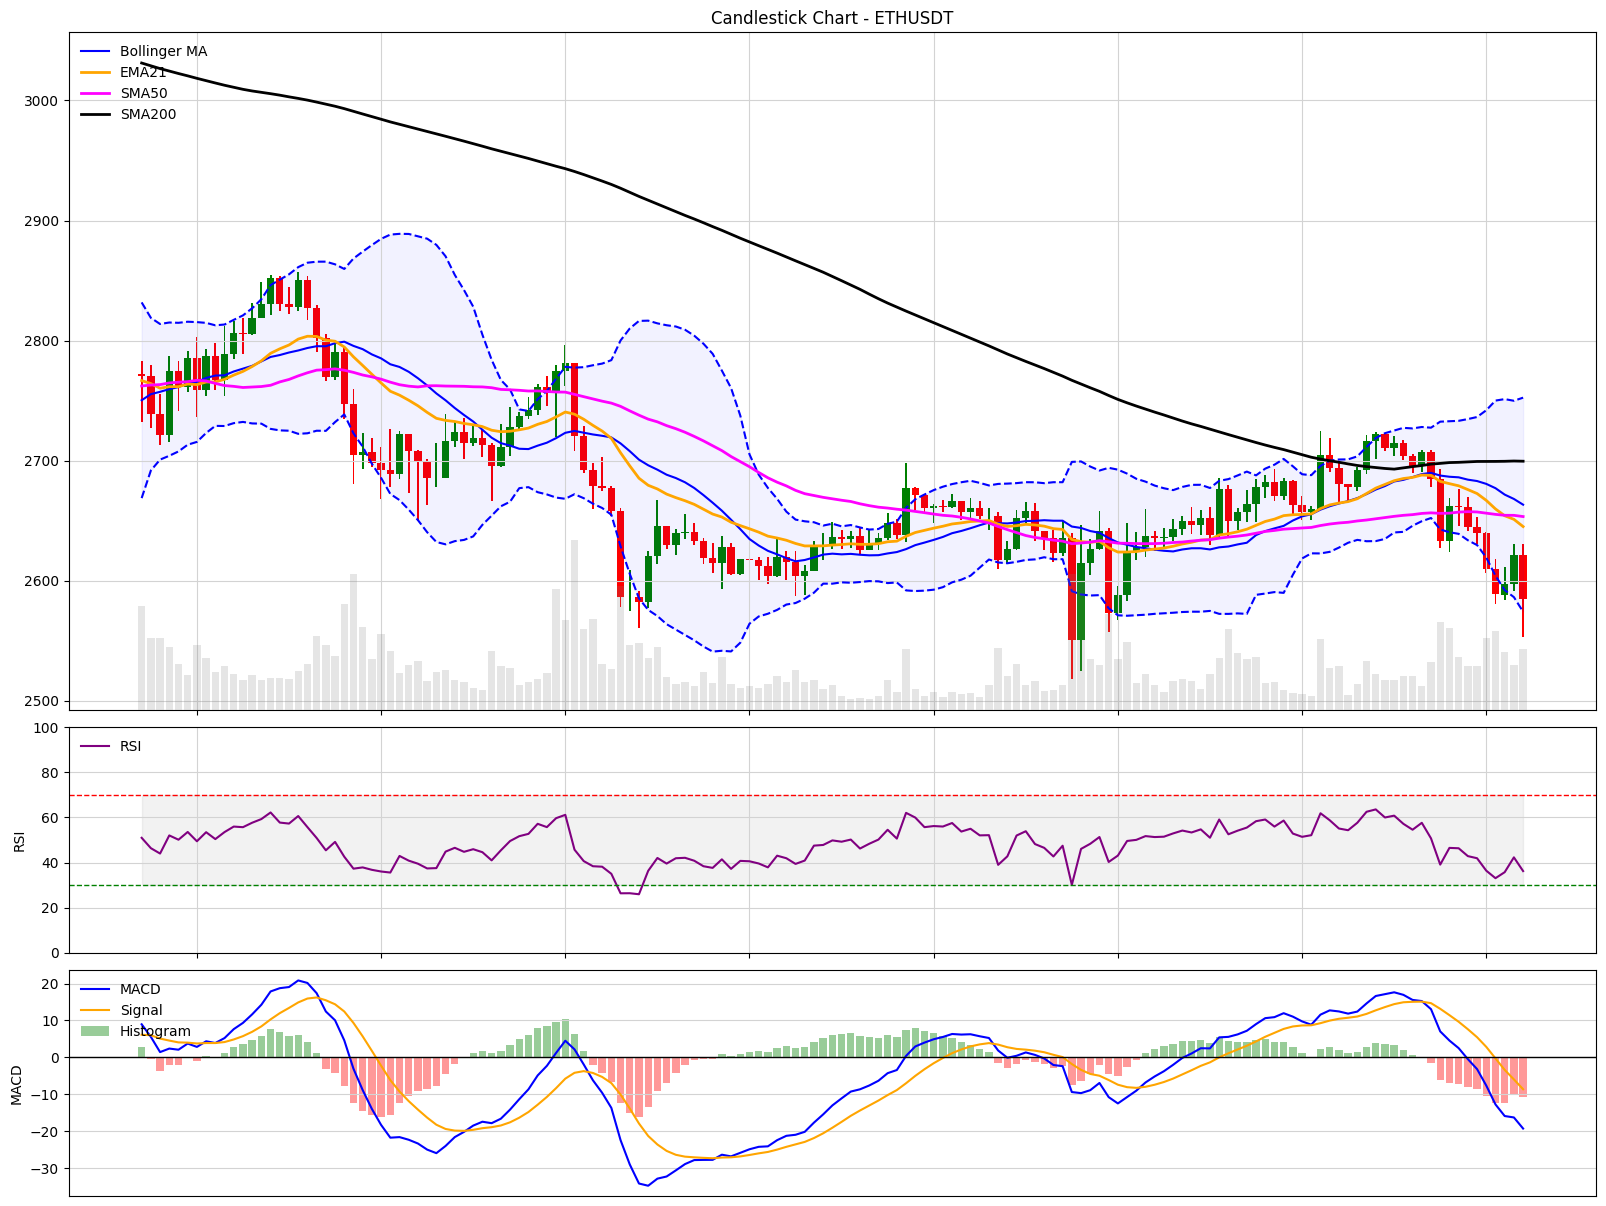 Candlestick Chart - ETHUSDT
Bollinger MA
EMA21
SMA50
SMA200
3000
2900
2800
2700
2600
2500
RSI
100
80
60
40
20
0
RSI
MACD
Signal
Histogram
20
10
0
−10
−20
−30
MACD